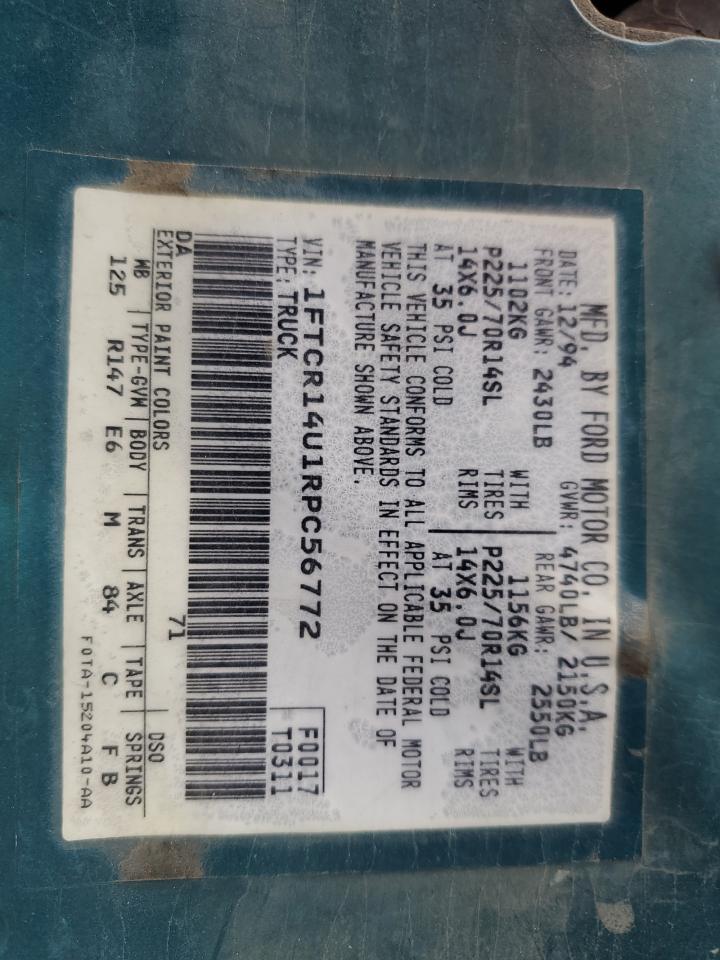 MFD. BY FORD MOTOR CO. IN U.S.A.
DATE: 12/94 GVWR: 4740LB/ 2150KG
FRONT GAWR: 2430LB REAR GAWR: 2550LB
1102KG WITH 1156KG WITH
P225/70R14SL TIRES P225/70R14SL TIRES
14X6.0J RIMS 14X6.0J RIMS
AT 35 PSI COLD AT 35 PSI COLD
THIS VEHICLE CONFORMS TO ALL APPLICABLE FEDERAL MOTOR
VEHICLE SAFETY STANDARDS IN EFFECT ON THE DATE OF
MANUFACTURE SHOWN ABOVE.
VIN: 1FTCR14U1RPC56772 F0017
TYPE: TRUCK T0311
DA 71
EXTERIOR PAINT COLORS DSO
WB | TYPE-GVM | BODY | TRANS | AXLE | TAPE | SPRINGS
125 R147 E6 M 84 C F B
F0TA-15204A10-AA